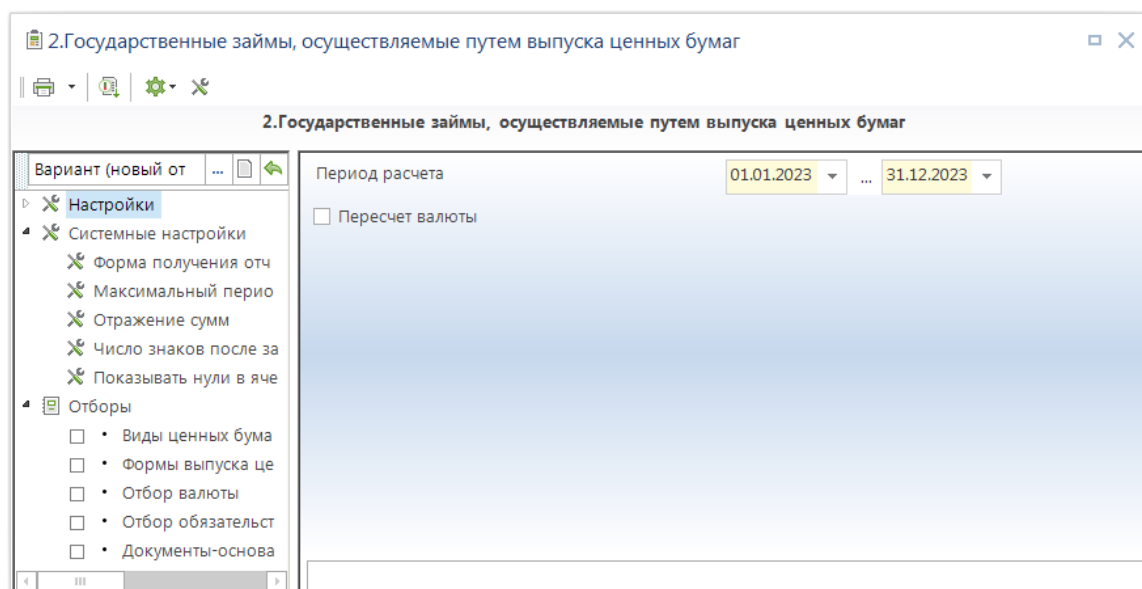 2.Государственные займы, осуществляемые путем выпуска ценных бумаг
2.Государственные займы, осуществляемые путем выпуска ценных бумаг
Вариант (новый от ...
Настройки
Системные настройки
Форма получения отч
Максимальный перио
Отражение сумм
Число знаков после за
Показывать нули в яче
Отборы
• Виды ценных бума
• Формы выпуска це
• Отбор валюты
• Отбор обязательст
• Документы-основа
Период расчета 01.01.2023 ... 31.12.2023
Пересчет валюты